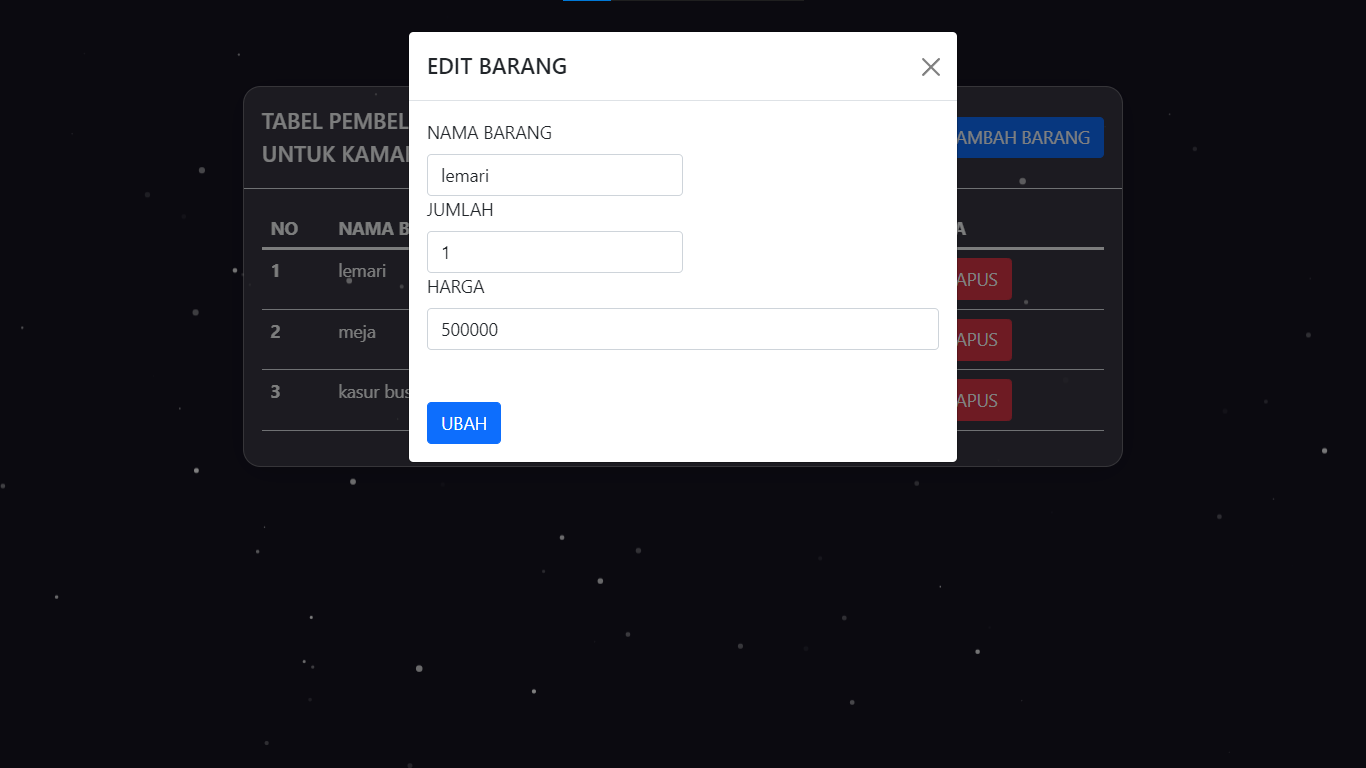 EDIT BARANG
TABEL PEMBEL
UNTUK KAMA
AMBAH BARANG
NAMA BARANG
lemari
JUMLAH
1
HARGA
500000
UBAH
NO NAMA B A
1 lemari APUS
2 meja APUS
3 kasur bus APUS